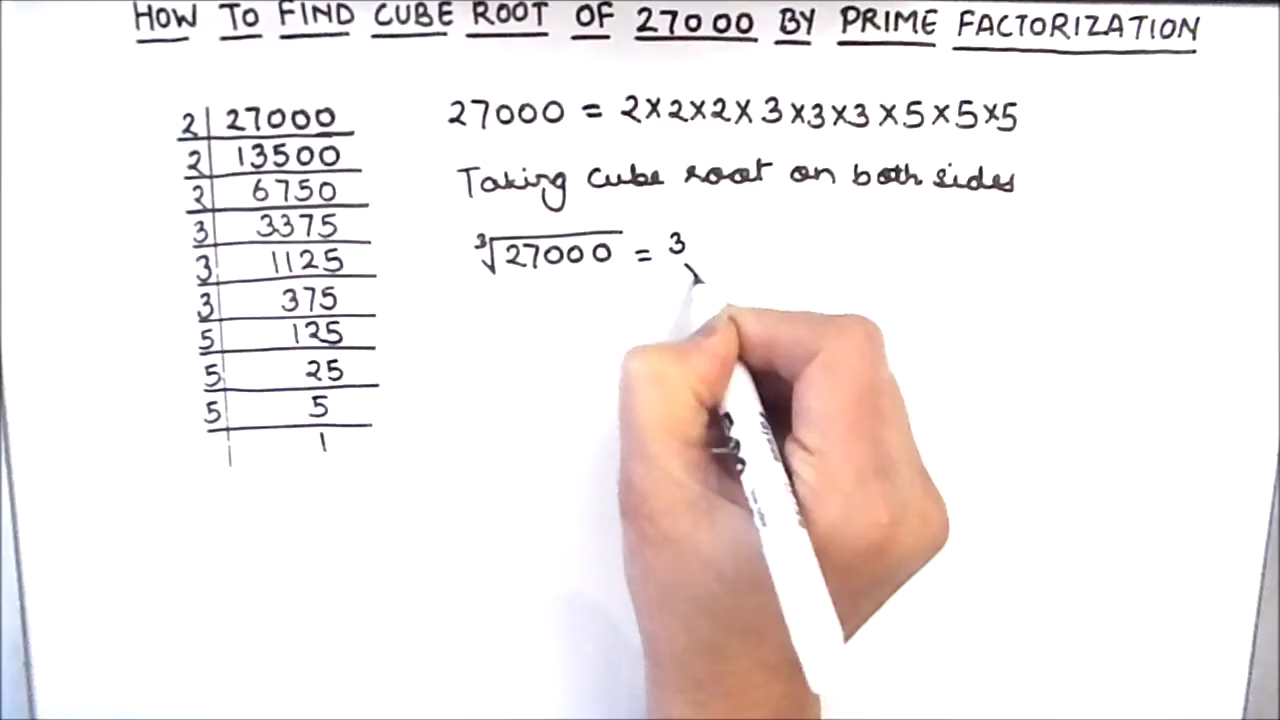 HOW TO FIND CUBE ROOT OF 27000 BY PRIME FACTORIZATION
2 | 27000
2 | 13500
2 | 6750
3 | 3375
3 | 1125
3 | 375
5 | 125
5 | 25
5 | 5
| 1
27000 = 2×2×2×3×3×3×5×5×5
Taking cube root on both sides
∛27000 = 3